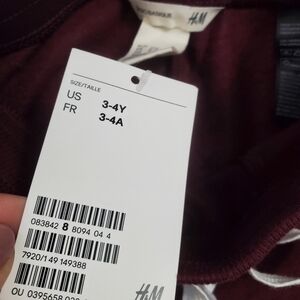 H&M
SIZE/TAILLE
US 3-4Y
FR 3-4A
083842 8 8094 04 4
7920/149 149388
H&M